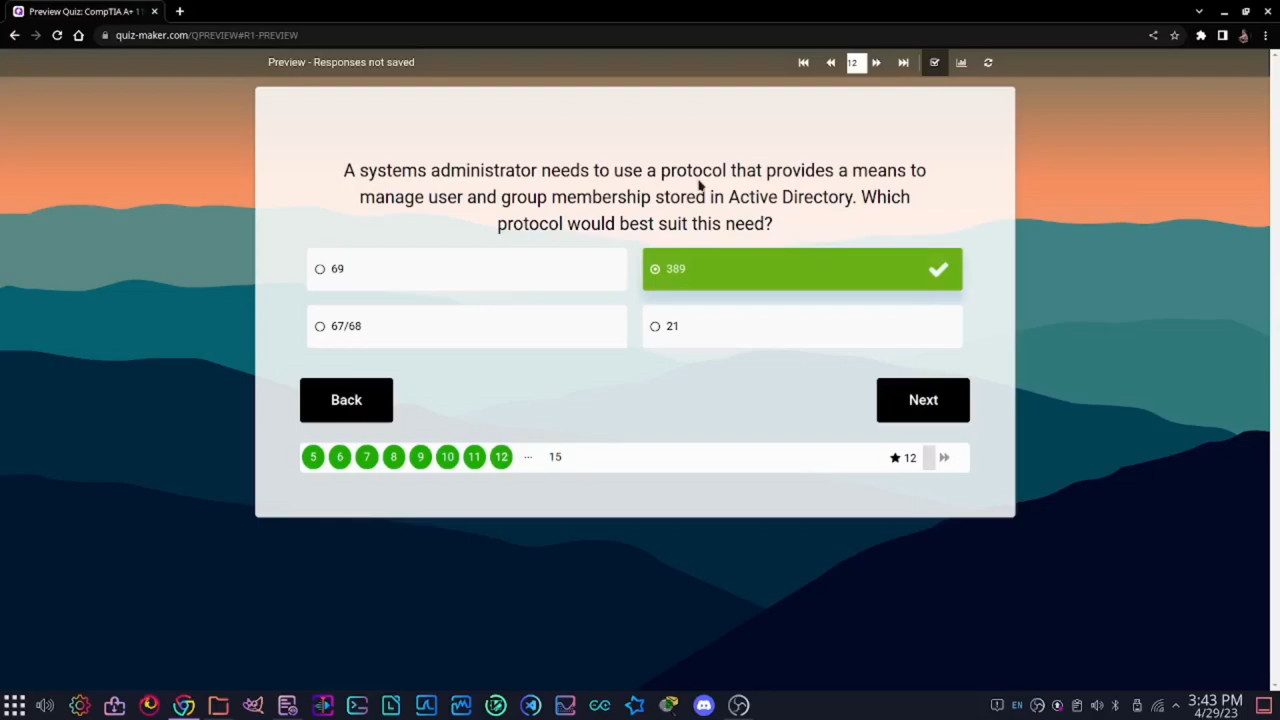 Preview Quiz: CompTIA A+ 11
quiz-maker.com/QPREVIEW#R1-PREVIEW
Preview - Responses not saved
12
A systems administrator needs to use a protocol that provides a means to
manage user and group membership stored in Active Directory. Which
protocol would best suit this need?
69
389
67/68
21
Back
Next
5 6 7 8 9 10 11 12 ... 15
12
EN
3:43 PM
4/29/23